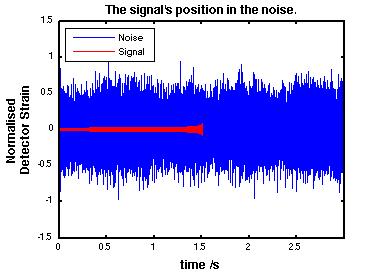 The signal's position in the noise.
1.5
Noise
Signal
1
0.5
0
-0.5
-1
-1.5
Normalised
Detector Strain
0 0.5 1 1.5 2 2.5
time /s